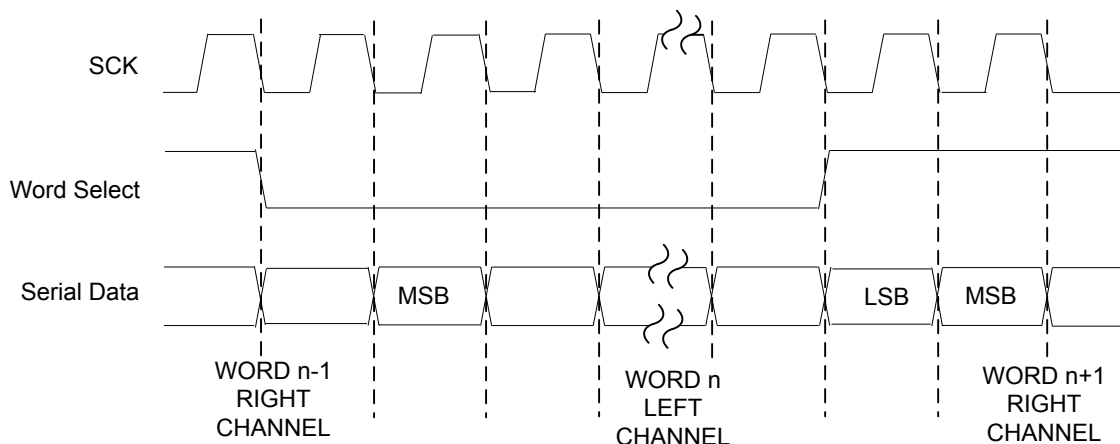 SCK
Word Select
Serial Data
MSB
LSB
MSB
WORD n-1
RIGHT
CHANNEL
WORD n
LEFT
CHANNEL
WORD n+1
RIGHT
CHANNEL